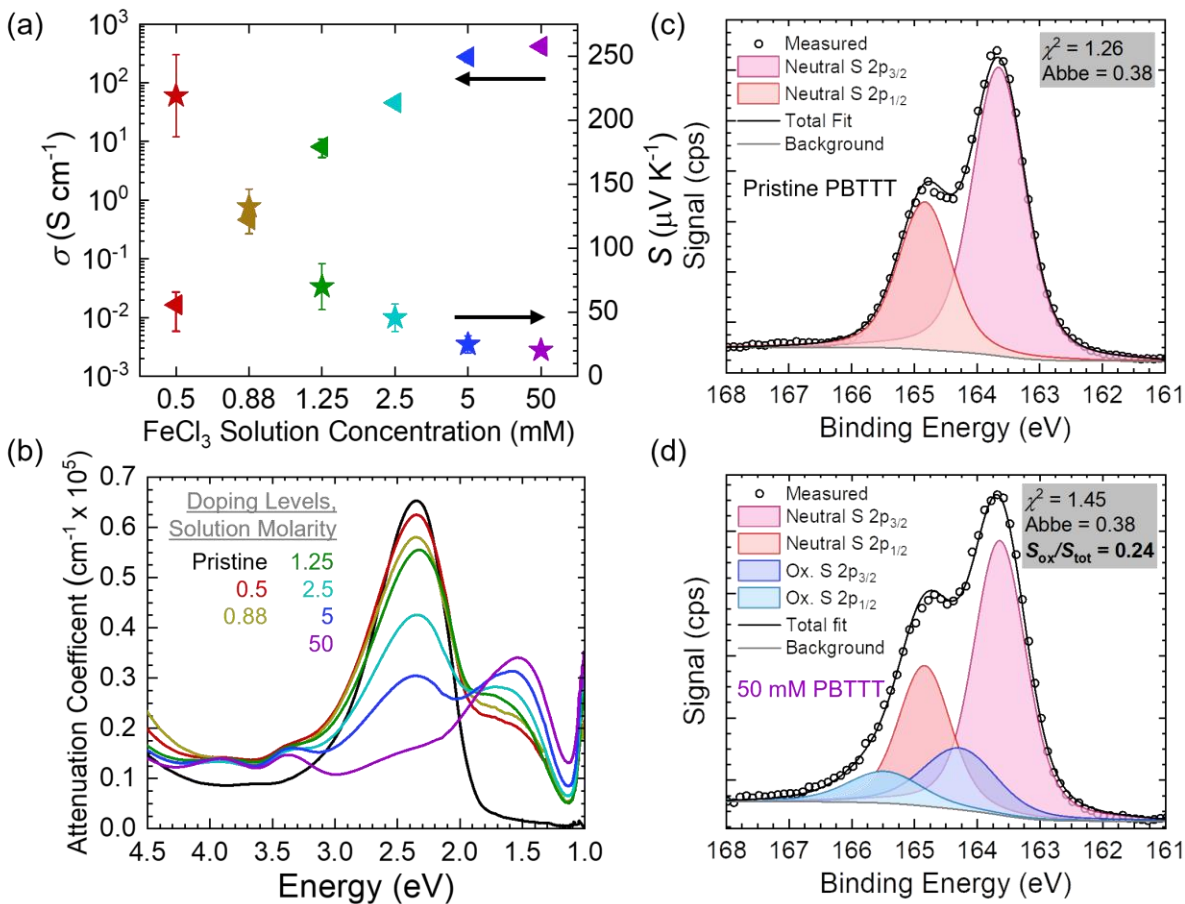 (a)
10³
10²
10¹
10⁰
10⁻¹
10⁻²
10⁻³
σ (S cm⁻¹)
250
200
150
100
50
0
S (μV K⁻¹)
0.5 0.88 1.25 2.5 5 50
FeCl₃ Solution Concentration (mM)
(b)
0.7
0.6
0.5
0.4
0.3
0.2
0.1
0.0
Attenuation Coefficent (cm⁻¹ x 10⁵)
Doping Levels,
Solution Molarity
Pristine 1.25
0.5 2.5
0.88 5
50
4.5 4.0 3.5 3.0 2.5 2.0 1.5 1.0
Energy (eV)
(c)
Measured
Neutral S 2p₃/₂
Neutral S 2p₁/₂
Total Fit
Background
χ² = 1.26
Abbe = 0.38
Pristine PBTTT
Signal (cps)
168 167 166 165 164 163 162 161
Binding Energy (eV)
(d)
Measured
Neutral S 2p₃/₂
Neutral S 2p₁/₂
Ox. S 2p₃/₂
Ox. S 2p₁/₂
Total fit
Background
χ² = 1.45
Abbe = 0.38
Sₒₓ/Sₜₒₜ = 0.24
50 mM PBTTT
Signal (cps)
168 167 166 165 164 163 162 161
Binding Energy (eV)